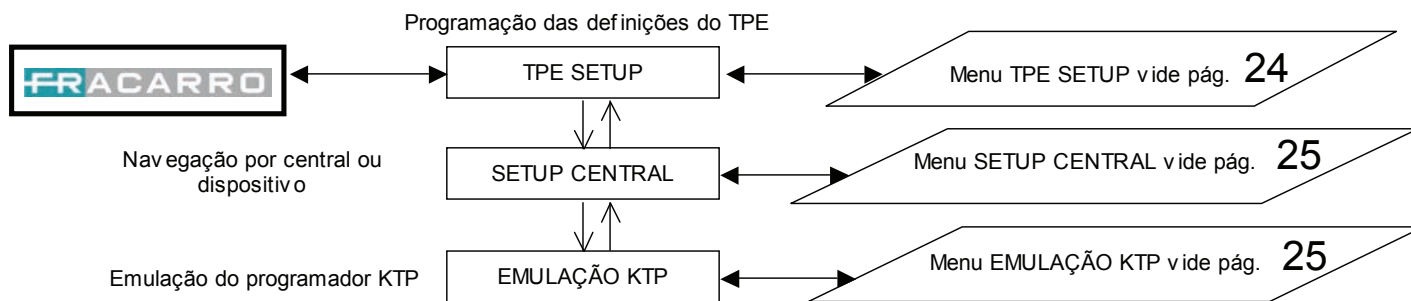 Programação das definições do TPE
FRACARRO
TPE SETUP
Menu TPE SETUP vide pág. 24
Navegação por central ou
dispositivo
SETUP CENTRAL
Menu SETUP CENTRAL vide pág. 25
Emulação do programador KTP
EMULAÇÃO KTP
Menu EMULAÇÃO KTP vide pág. 25